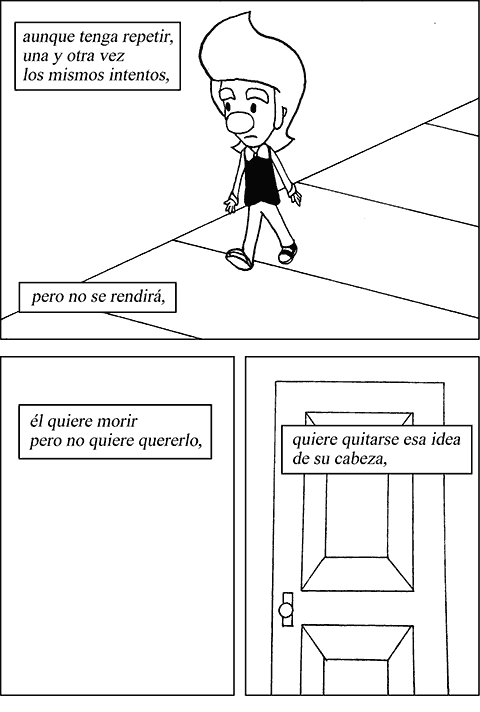 aunque tenga repetir,
una y otra vez
los mismos intentos,
pero no se rendirá,
él quiere morir
pero no quiere quererlo,
quiere quitarse esa idea
de su cabeza,